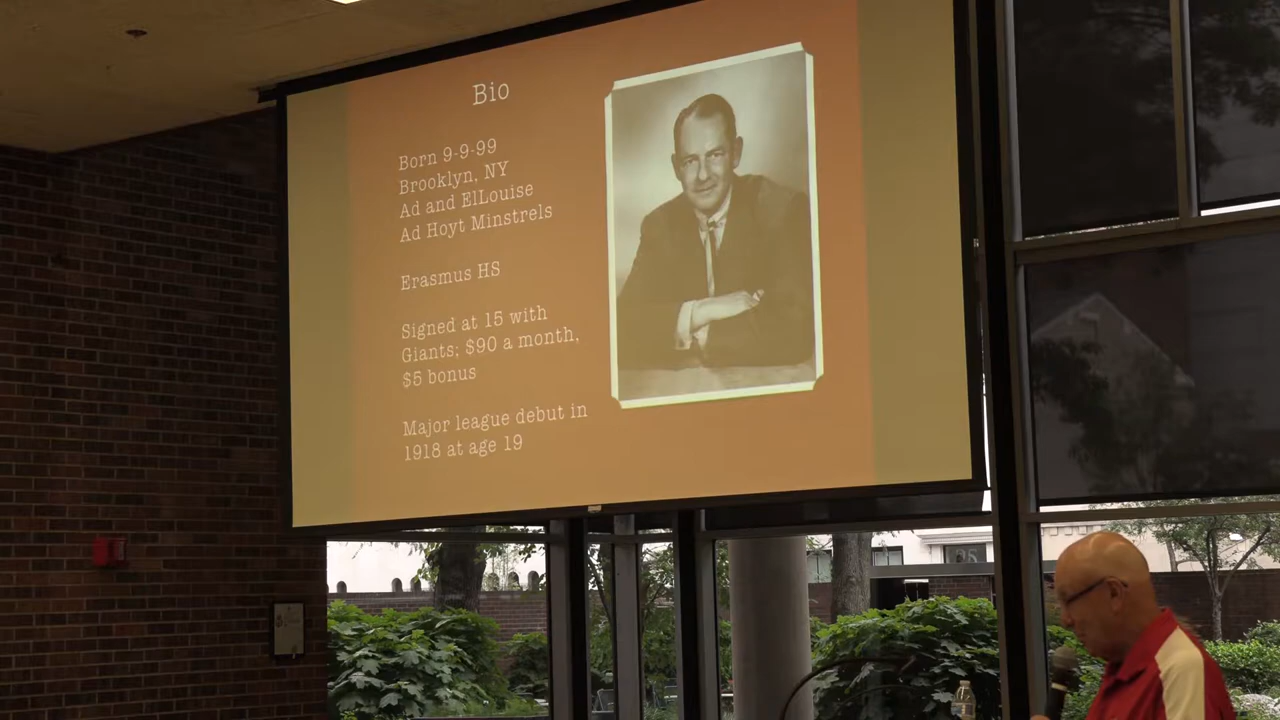 Bio
Born 9-9-99
Brooklyn, NY
Ad and ElLouise
Ad Hoyt Minstrels
Erasmus HS
Signed at 15 with
Giants; $90 a month,
$5 bonus
Major league debut in
1918 at age 19